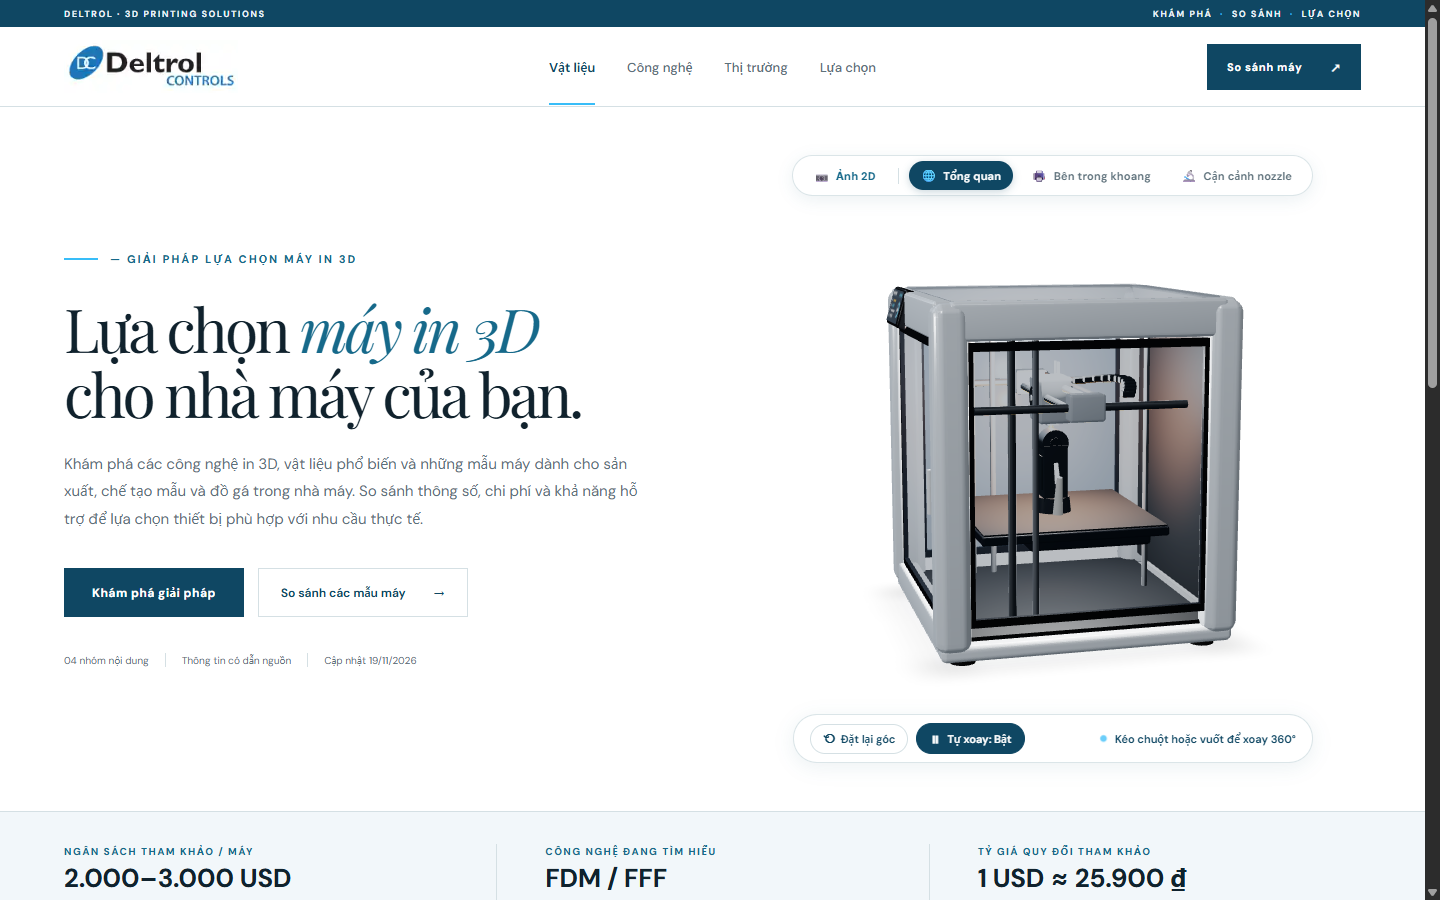 DELTROL • 3D PRINTING SOLUTIONS
KHÁM PHÁ • SO SÁNH • LỰA CHỌN
DC Deltrol CONTROLS
Vật liệu
Công nghệ
Thị trường
Lựa chọn
So sánh máy ↗
Ảnh 2D
Tổng quan
Bên trong khoang
Cận cảnh nozzle
— GIẢI PHÁP LỰA CHỌN MÁY IN 3D
Lựa chọn máy in 3D
cho nhà máy của bạn.
Khám phá các công nghệ in 3D, vật liệu phổ biến và những mẫu máy dành cho sản
xuất, chế tạo mẫu và đồ gá trong nhà máy. So sánh thông số, chi phí và khả năng hỗ
trợ để lựa chọn thiết bị phù hợp với nhu cầu thực tế.
Khám phá giải pháp
So sánh các mẫu máy →
04 nhóm nội dung
Thông tin có dẫn nguồn
Cập nhật 19/11/2026
Đặt lại góc
Tự xoay: Bật
Kéo chuột hoặc vuốt để xoay 360°
NGÂN SÁCH THAM KHẢO / MÁY
2.000–3.000 USD
CÔNG NGHỆ ĐANG TÌM HIỂU
FDM / FFF
TỶ GIÁ QUY ĐỔI THAM KHẢO
1 USD ≈ 25.900 ₫